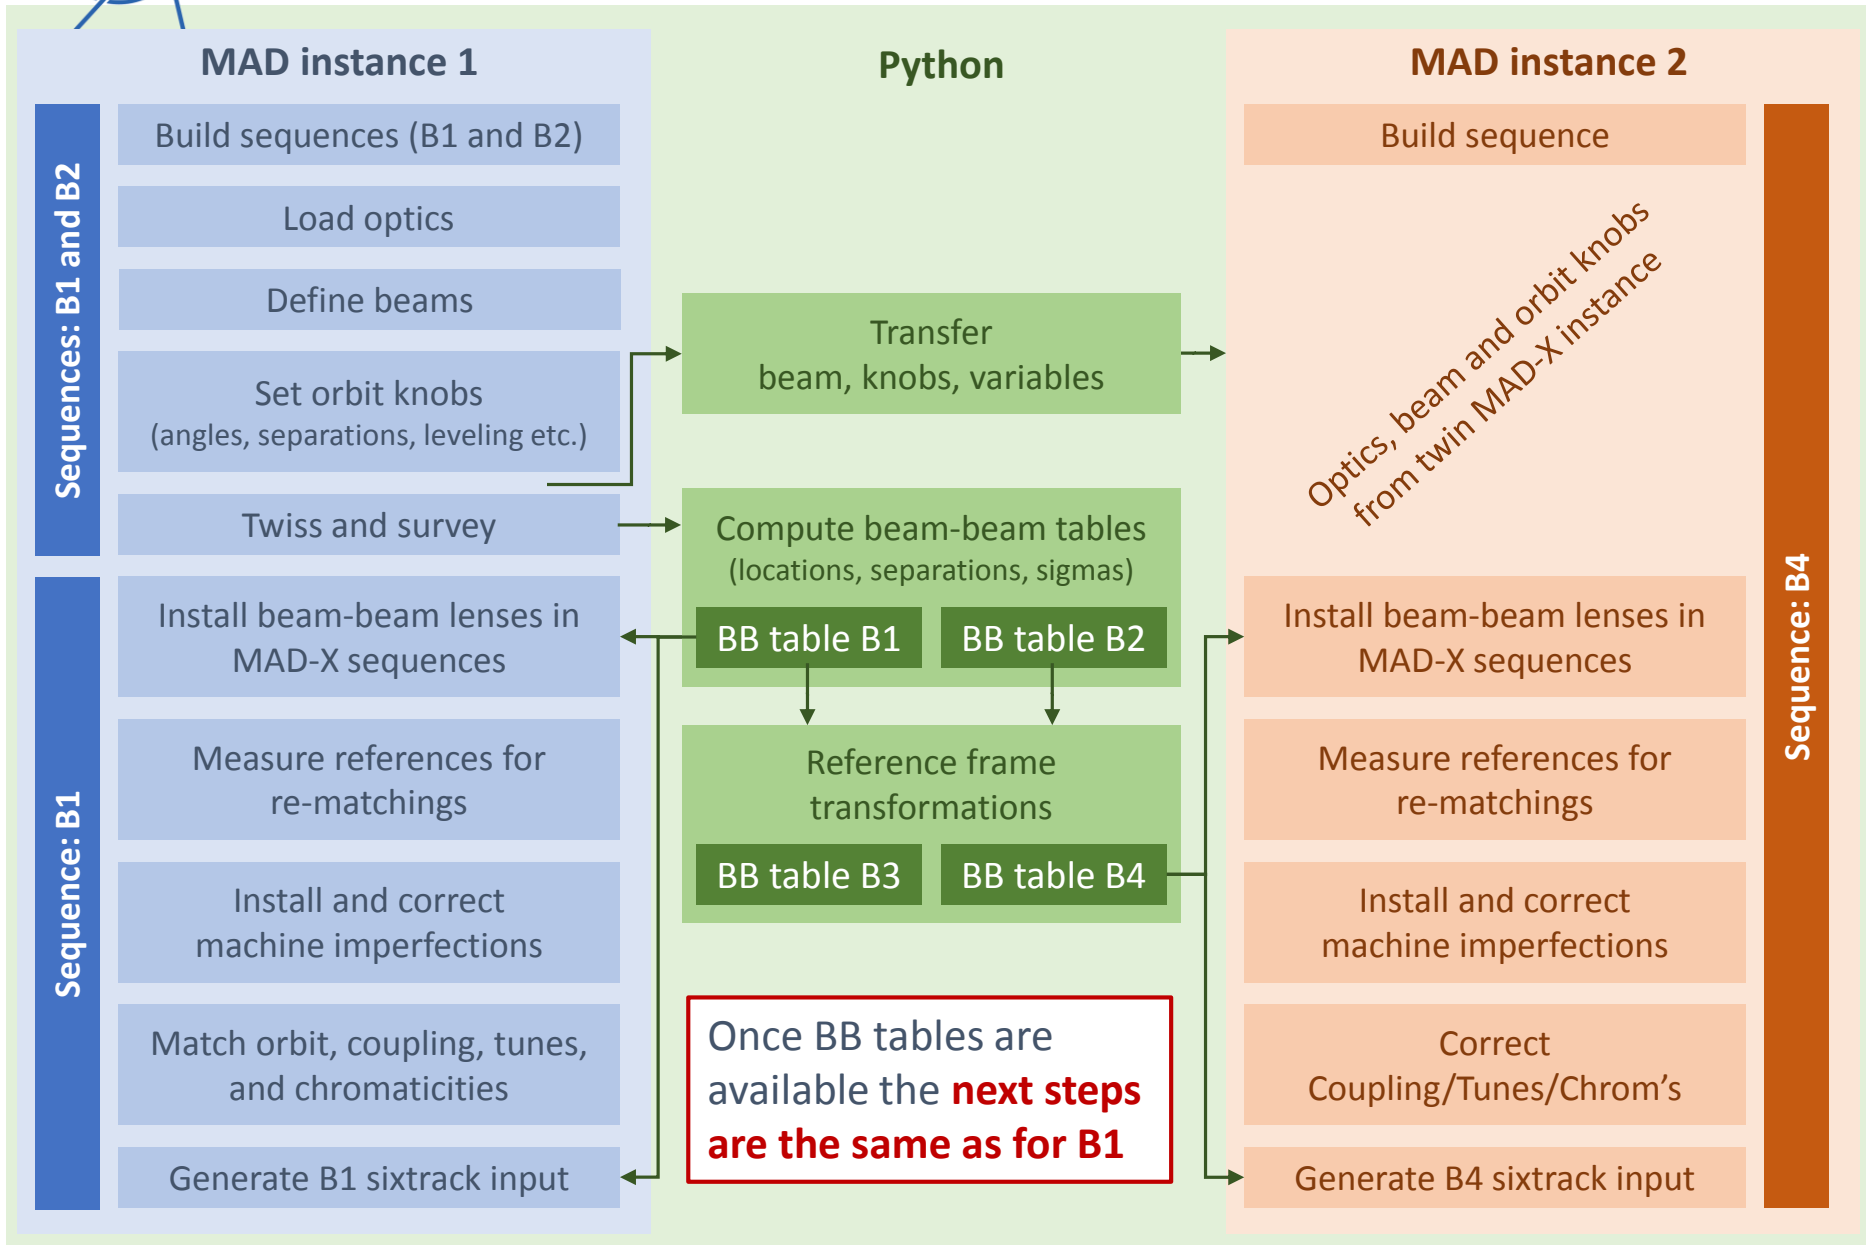 MAD instance 1
Sequences: B1 and B2
Build sequences (B1 and B2)
Load optics
Define beams
Set orbit knobs
(angles, separations, leveling etc.)
Twiss and survey
Sequence: B1
Install beam-beam lenses in
MAD-X sequences
Measure references for
re-matchings
Install and correct
machine imperfections
Match orbit, coupling, tunes,
and chromaticities
Generate B1 sixtrack input
Python
Transfer
beam, knobs, variables
Compute beam-beam tables
(locations, separations, sigmas)
BB table B1
BB table B2
Reference frame
transformations
BB table B3
BB table B4
Once BB tables are
available the next steps
are the same as for B1
MAD instance 2
Build sequence
Optics, beam and orbit knobs
from twin MAD-X instance
Sequence: B4
Install beam-beam lenses in
MAD-X sequences
Measure references for
re-matchings
Install and correct
machine imperfections
Correct
Coupling/Tunes/Chrom’s
Generate B4 sixtrack input